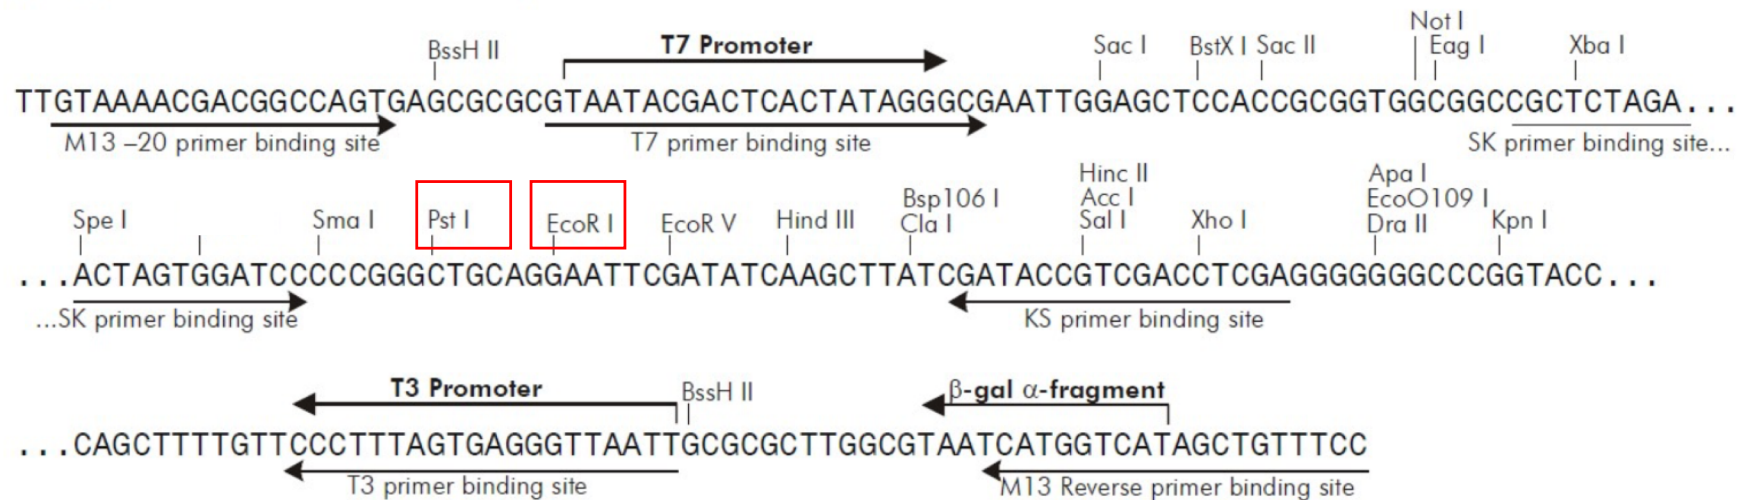 Not I
BssH II T7 Promoter Sac I BstX I Sac II Eag I Xba I
TTGTAAAACGACGGCCAGTGAGCGCGCGTAATACGACTCACTATAGGGCGAATTGGAGCTCCACCGCGGTGGCGGCCGCTCTAGA...
M13 –20 primer binding site T7 primer binding site SK primer binding site...
Hinc II Apa I
Bsp106 I Acc I EcoO109 I
Spe I Sma I Pst I EcoR I EcoR V Hind III Cla I Sal I Xho I Dra II Kpn I
...ACTAGTGGATCCCCCGGGCTGCAGGAATTCGATATCAAGCTTATCGATACCGTCGACCTCGAGGGGGGGCCCGGTACC...
...SK primer binding site KS primer binding site
T3 Promoter BssH II β-gal α-fragment
...CAGCTTTTGTTCCCTTTAGTGAGGGTTAATTGCGCGCTTGGCGTAATCATGGTCATAGCTGTTTCC
T3 primer binding site M13 Reverse primer binding site